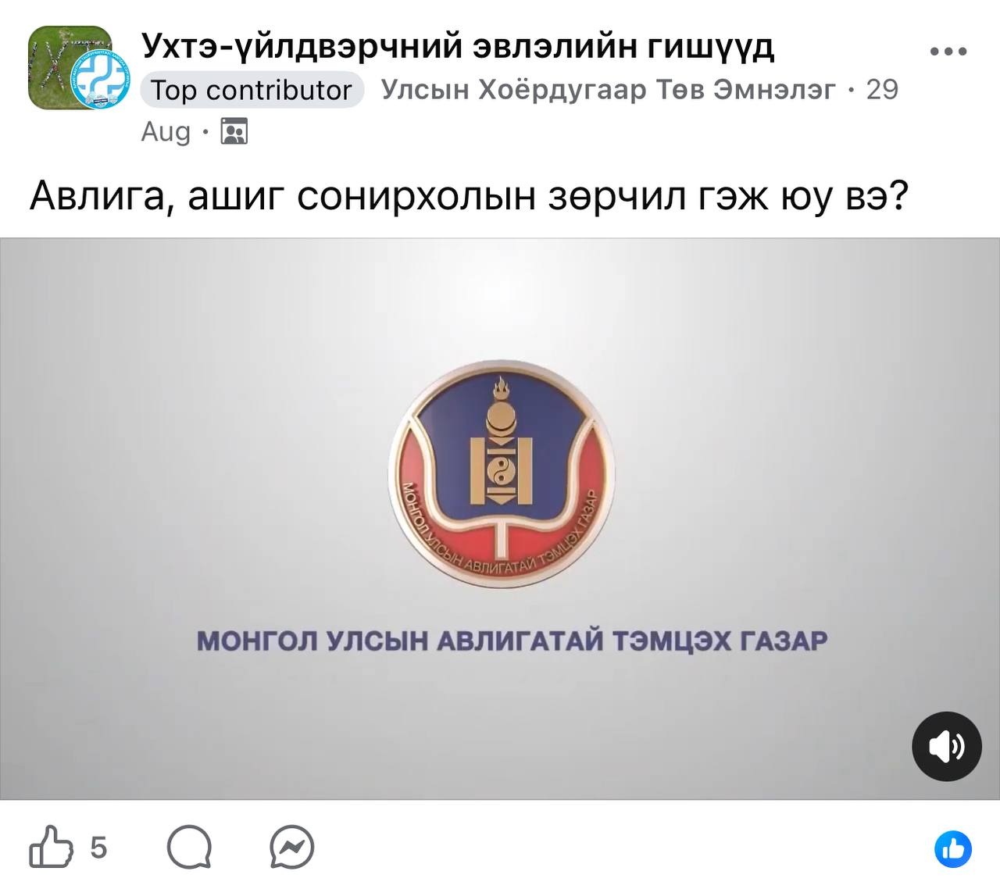 Ухтэ-үйлдвэрчний эвлэлийн гишүүд
Top contributor Улсын Хоёрдугаар Төв Эмнэлэг · 29
Aug ·
Авлига, ашиг сонирхолын зөрчил гэж юу вэ?
МОНГОЛ УЛСЫН АВЛИГАТАЙ ТЭМЦЭХ ГАЗАР
МОНГОЛ УЛСЫН АВЛИГАТАЙ ТЭМЦЭХ ГАЗАР
5